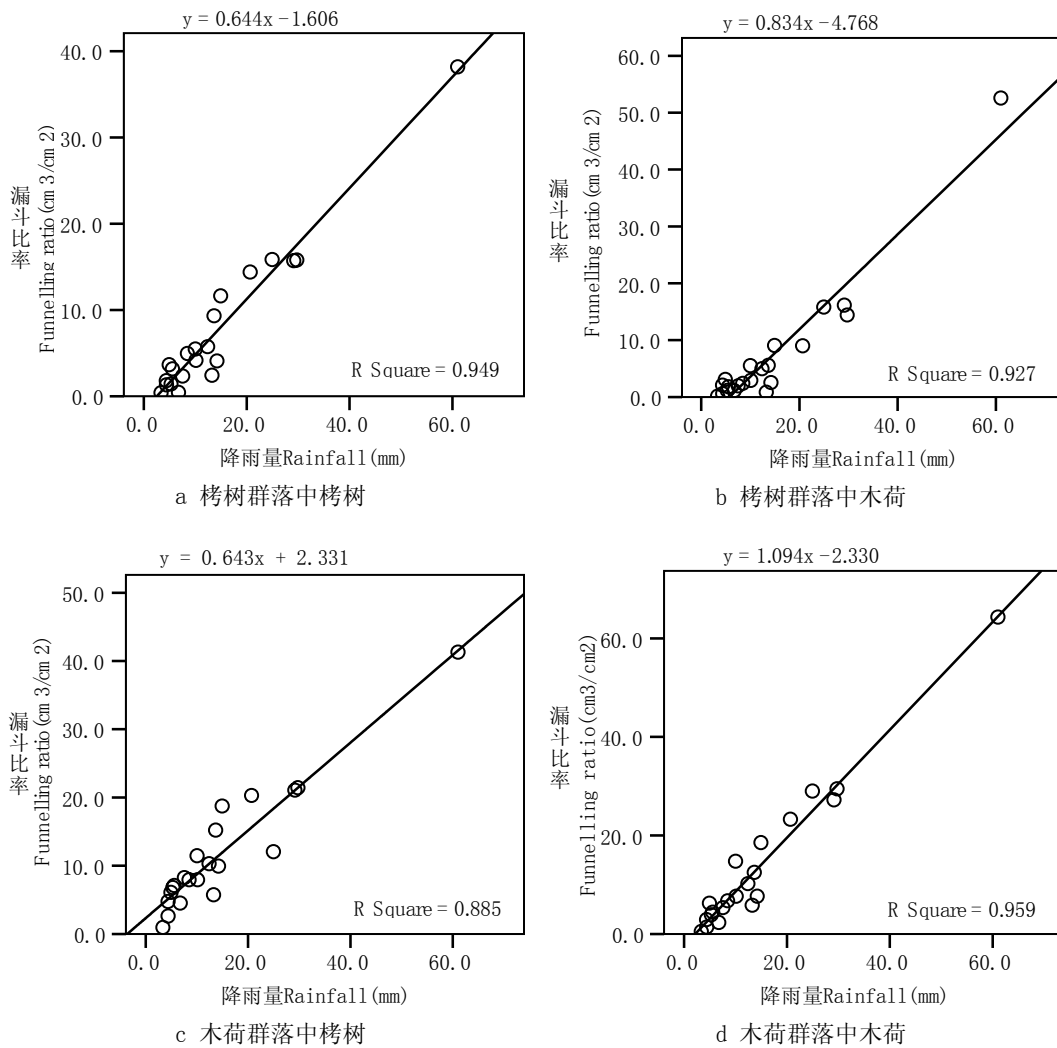 y = 0.644x -1.606
40.0
30.0
20.0
10.0
0.0
漏斗比率
Funnelling ratio(cm 3/cm 2)
R Square = 0.949
0.0 20.0 40.0 60.0
降雨量Rainfall(mm)
a 栲树群落中栲树
y = 0.834x -4.768
60.0
50.0
40.0
30.0
20.0
10.0
0.0
漏斗比率
Funnelling ratio(cm 3/cm 2)
R Square = 0.927
0.0 20.0 40.0 60.0
降雨量Rainfall(mm)
b 栲树群落中木荷
y = 0.643x + 2.331
50.0
40.0
30.0
20.0
10.0
0.0
漏斗比率
Funnelling ratio(cm 3/cm 2)
R Square = 0.885
0.0 20.0 40.0 60.0
降雨量Rainfall(mm)
c 木荷群落中栲树
y = 1.094x -2.330
60.0
40.0
20.0
0.0
漏斗比率
Funnelling ratio(cm3/cm2)
R Square = 0.959
0.0 20.0 40.0 60.0
降雨量Rainfall(mm)
d 木荷群落中木荷